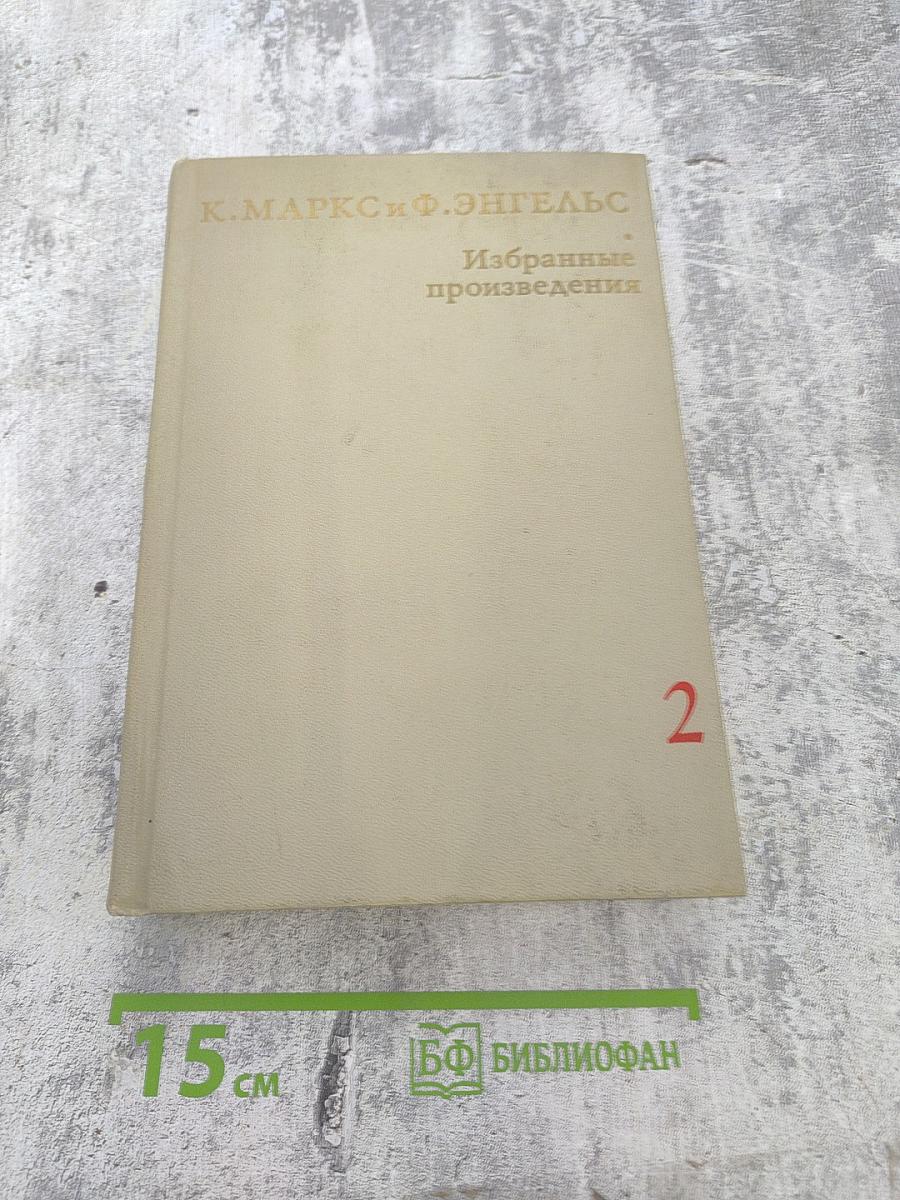 К. МАРКС и Ф. ЭНГЕЛЬС
Избранные
произведения
2
15 см
БФ БИБЛИОФАН